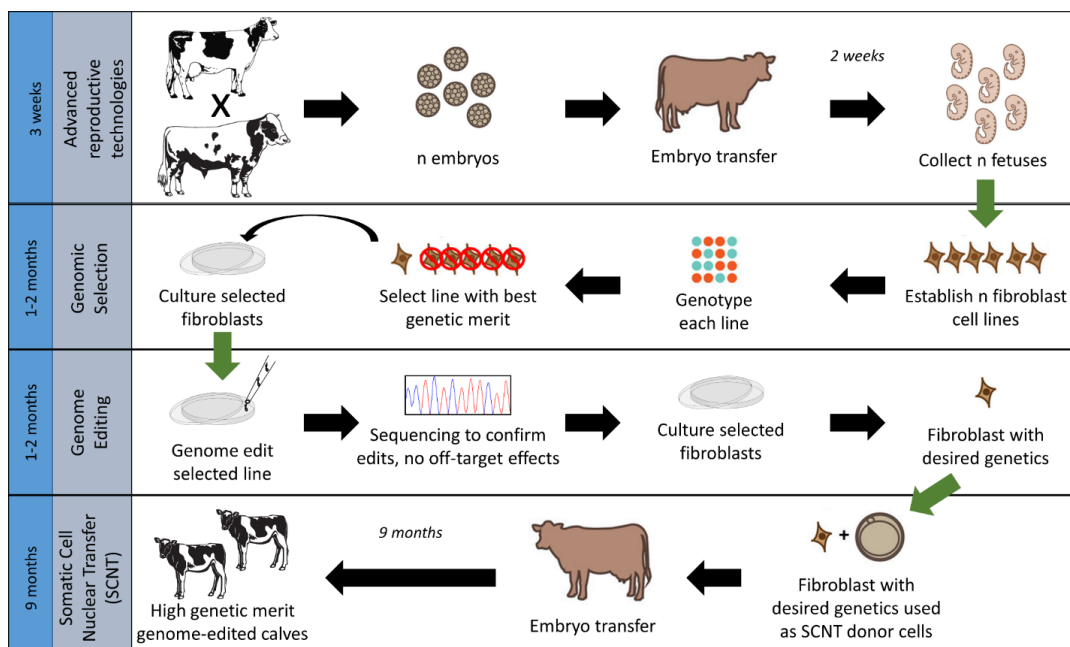 3 weeks
Advanced
reproductive
technologies
X
n embryos
Embryo transfer
2 weeks
Collect n fetuses
1-2 months
Genomic
Selection
Culture selected
fibroblasts
Select line with best
genetic merit
Genotype
each line
Establish n fibroblast
cell lines
1-2 months
Genome
Editing
Genome edit
selected line
Sequencing to confirm
edits, no off-target effects
Culture selected
fibroblasts
Fibroblast with
desired genetics
9 months
Somatic Cell
Nuclear Transfer
(SCNT)
High genetic merit
genome-edited calves
9 months
Embryo transfer
+
Fibroblast with
desired genetics used
as SCNT donor cells